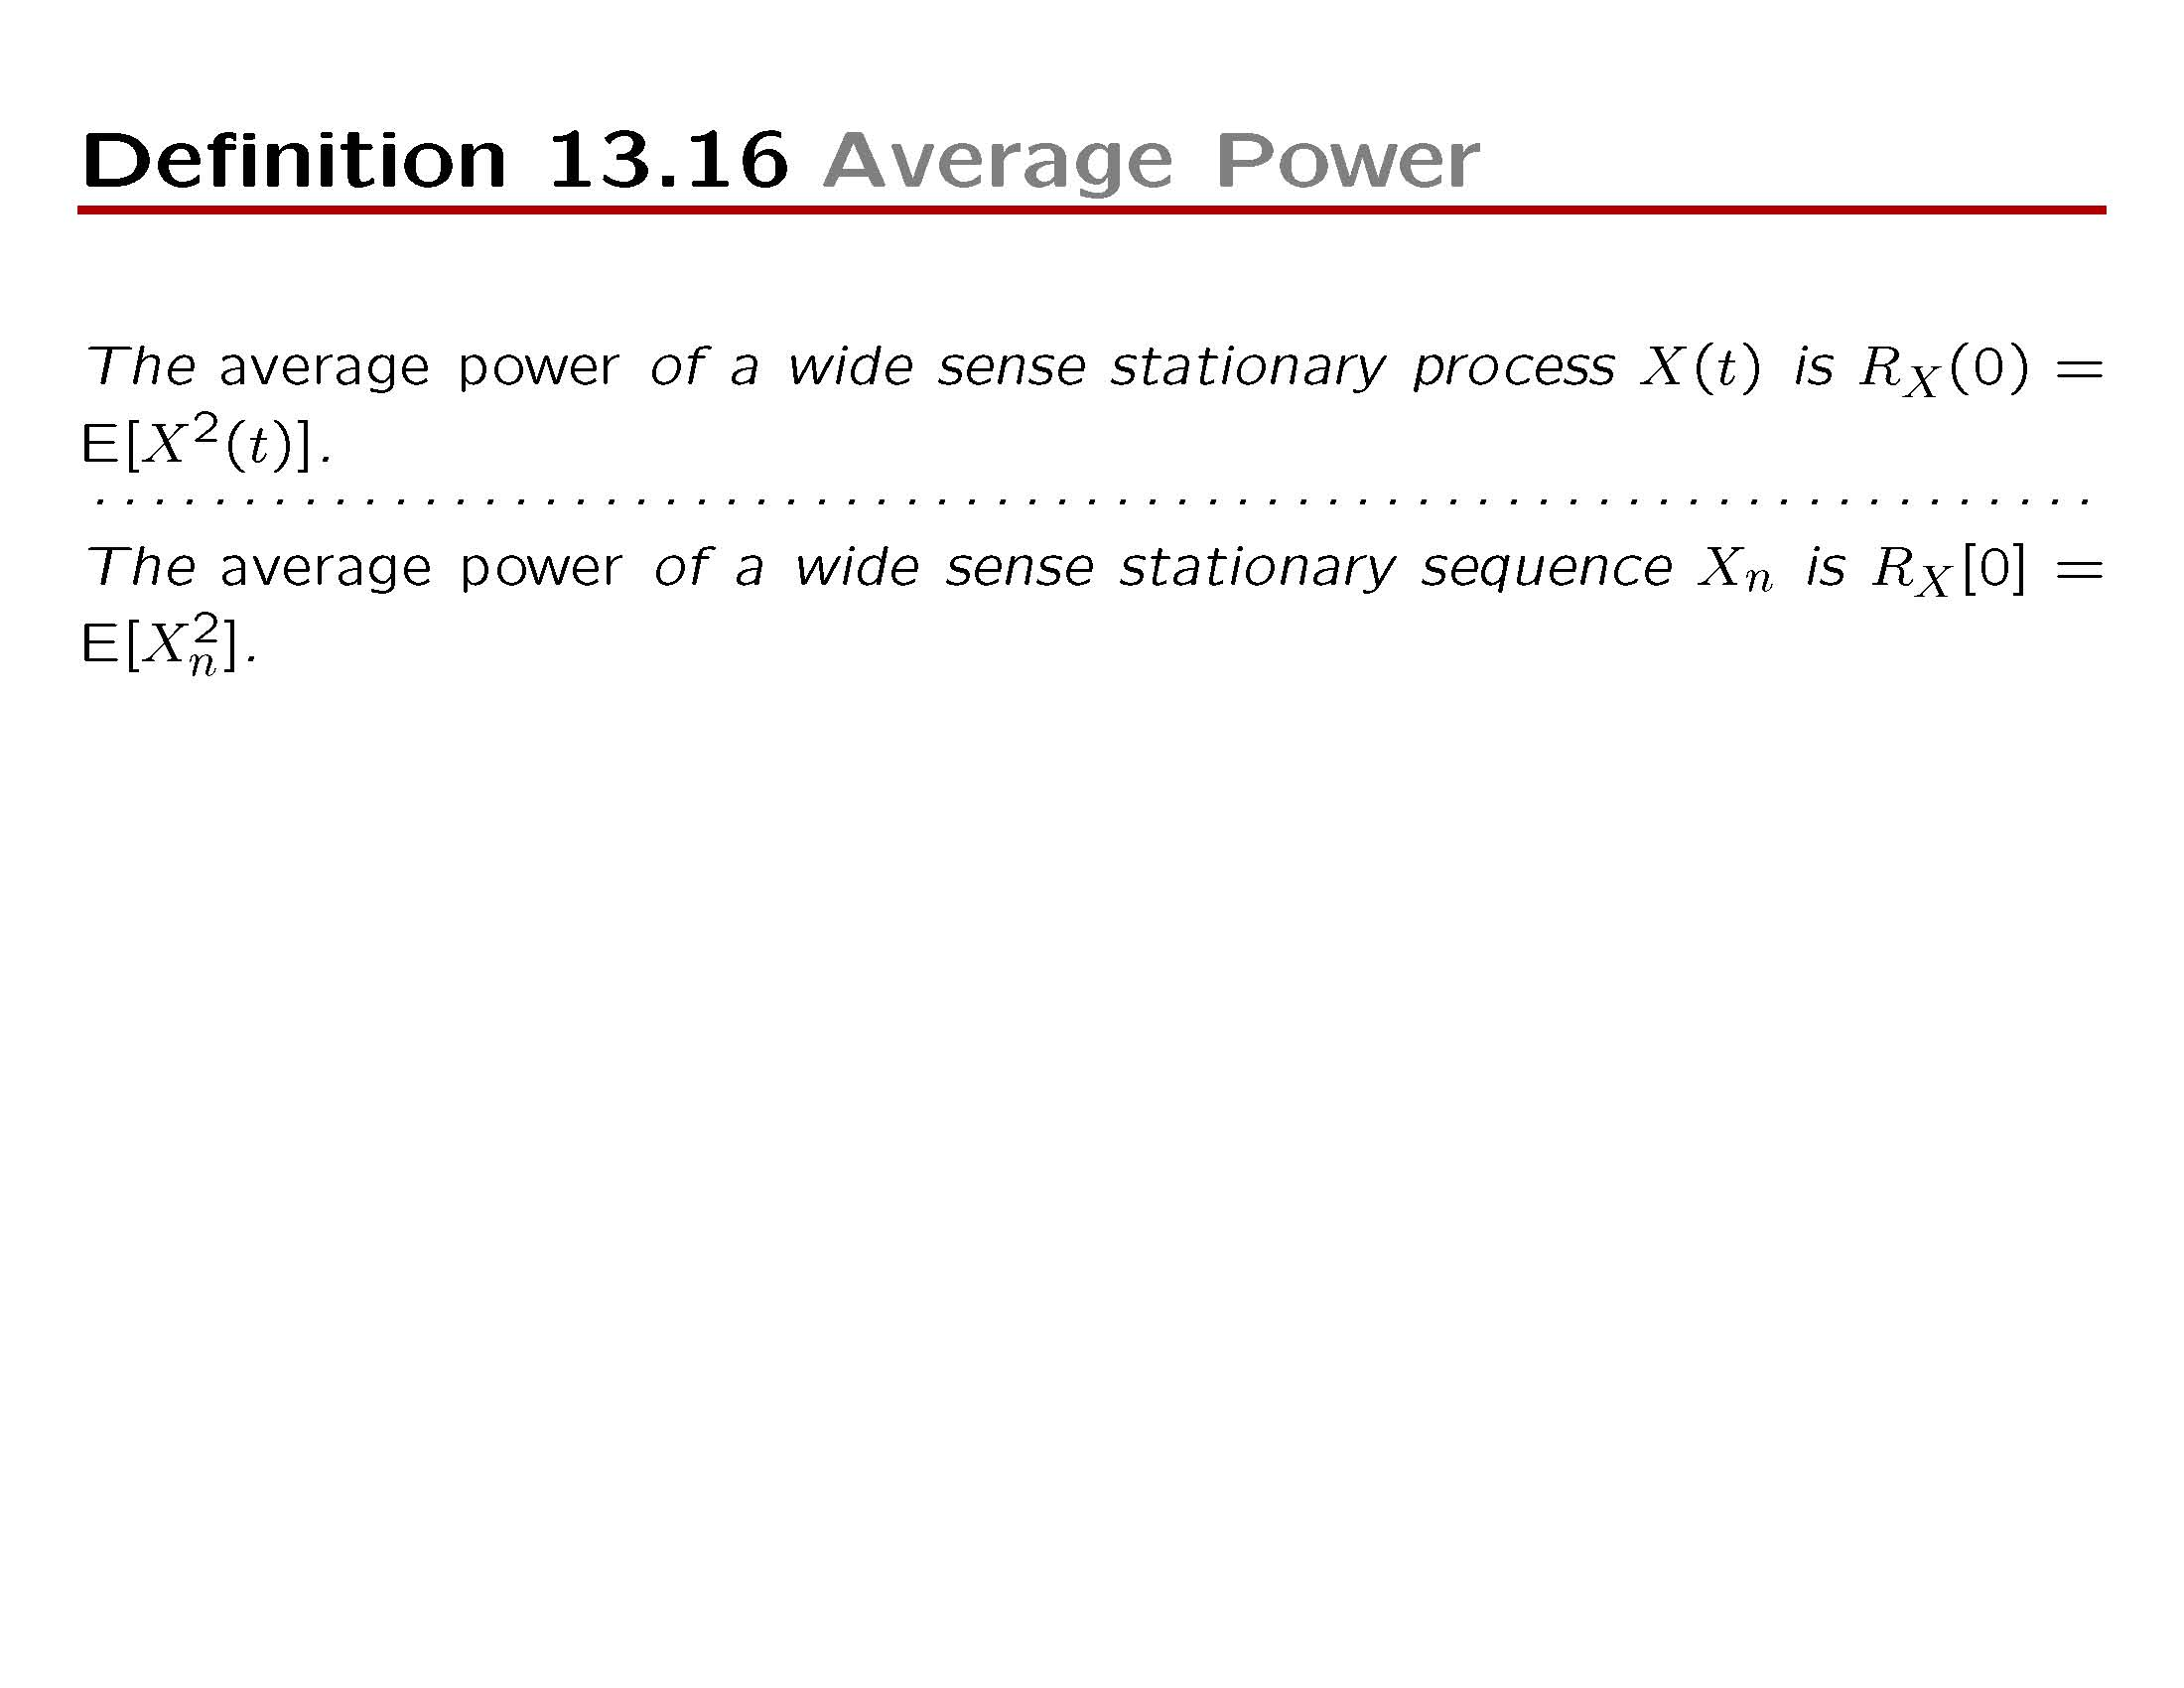 Definition 13.16 Average Power
The average power of a wide sense stationary process X(t) is R_X(0) =
E[X^2(t)].
. . . . . . . . . . . . . . . . . . . . . . . . . . . . . . . . . . . . . . . . . . . . . . . . . . . . . . . . . . . . . . . . . . .
The average power of a wide sense stationary sequence X_n is R_X[0] =
E[X_n^2].